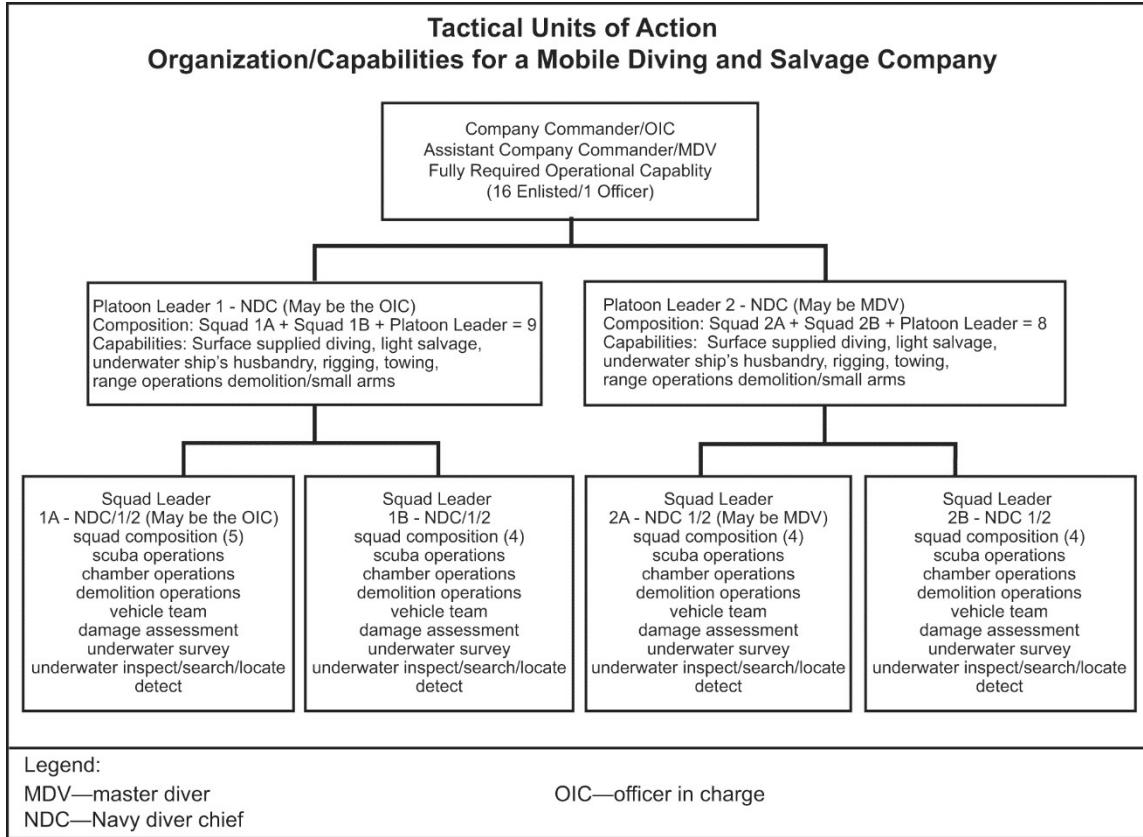 Tactical Units of Action
Organization/Capabilities for a Mobile Diving and Salvage Company
Company Commander/OIC
Assistant Company Commander/MDV
Fully Required Operational Capablity
(16 Enlisted/1 Officer)
Platoon Leader 1 - NDC (May be the OIC)
Composition: Squad 1A + Squad 1B + Platoon Leader = 9
Capabilities: Surface supplied diving, light salvage,
underwater ship's husbandry, rigging, towing,
range operations demolition/small arms
Platoon Leader 2 - NDC (May be MDV)
Composition: Squad 2A + Squad 2B + Platoon Leader = 8
Capabilities: Surface supplied diving, light salvage,
underwater ship's husbandry, rigging, towing,
range operations demolition/small arms
Squad Leader
1A - NDC/1/2 (May be the OIC)
squad composition (5)
scuba operations
chamber operations
demolition operations
vehicle team
damage assessment
underwater survey
underwater inspect/search/locate
detect
Squad Leader
1B - NDC/1/2
squad composition (4)
scuba operations
chamber operations
demolition operations
vehicle team
damage assessment
underwater survey
underwater inspect/search/locate
detect
Squad Leader
2A - NDC 1/2 (May be MDV)
squad composition (4)
scuba operations
chamber operations
demolition operations
vehicle team
damage assessment
underwater survey
underwater inspect/search/locate
detect
Squad Leader
2B - NDC 1/2
squad composition (4)
scuba operations
chamber operations
demolition operations
vehicle team
damage assessment
underwater survey
underwater inspect/search/locate
detect
Legend:
MDV—master diver
NDC—Navy diver chief
OIC—officer in charge